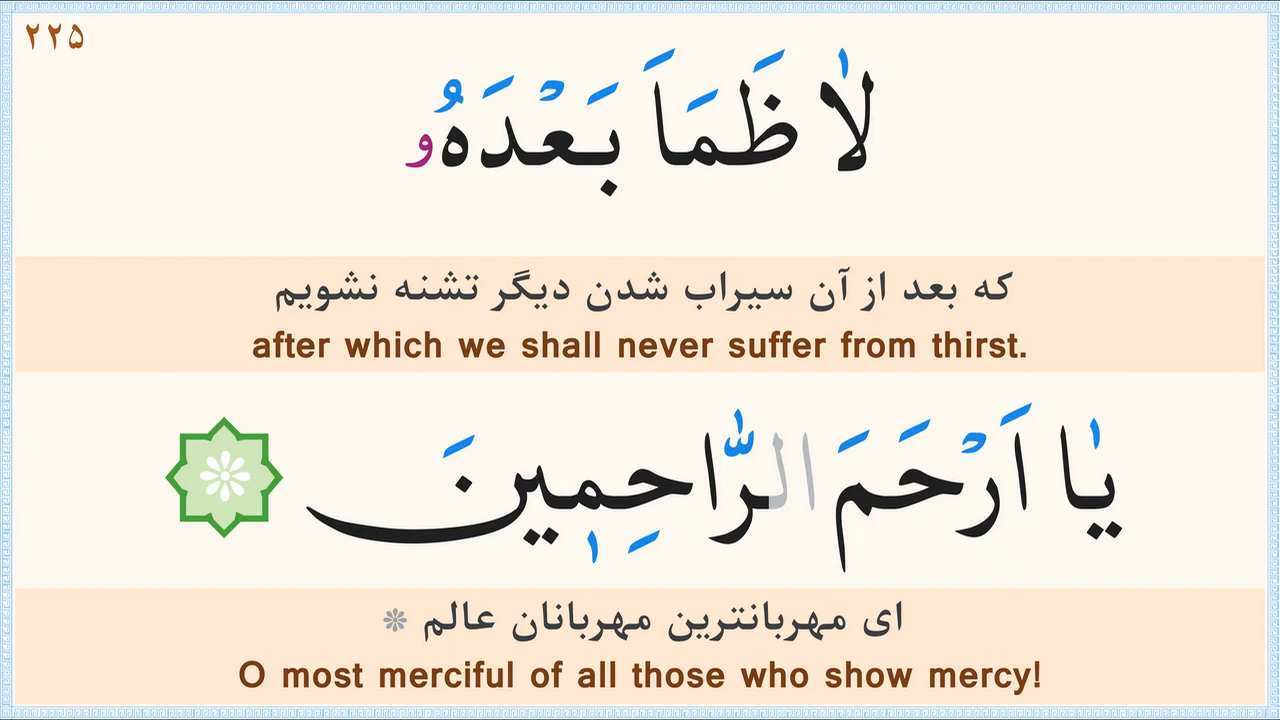 ۲۲۵
لٰا ظَمَاَ بَعْدَهُو
که بعد از آن سیراب شدن دیگر تشنه نشویم
after which we shall never suffer from thirst.
يٰا اَرْحَمَ الرّٰاحِمٖينَ
ای مهربانترین مهربانان عالم ❊
O most merciful of all those who show mercy!